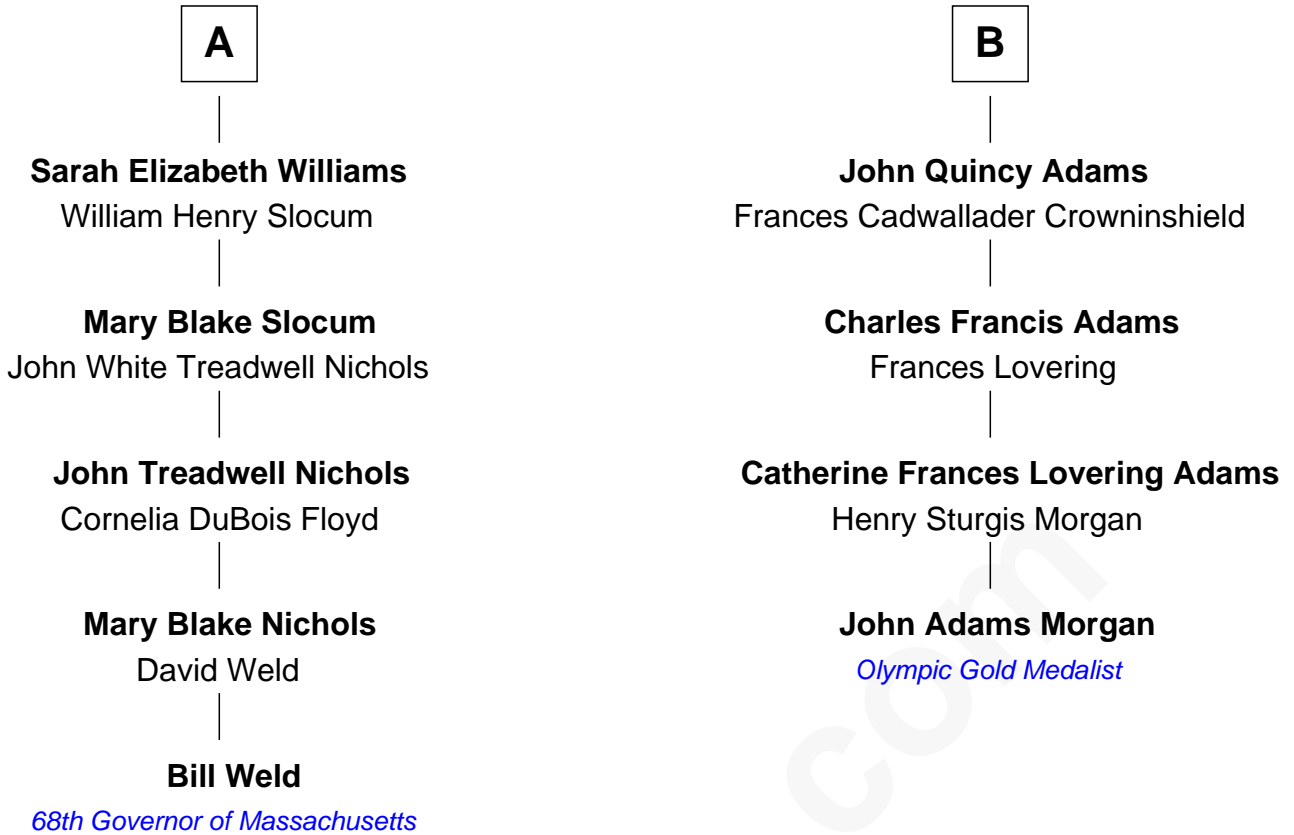 A
Sarah Elizabeth Williams
William Henry Slocum
Mary Blake Slocum
John White Treadwell Nichols
John Treadwell Nichols
Cornelia DuBois Floyd
Mary Blake Nichols
David Weld
Bill Weld
68th Governor of Massachusetts
B
John Quincy Adams
Frances Cadwallader Crowninshield
Charles Francis Adams
Frances Lovering
Catherine Frances Lovering Adams
Henry Sturgis Morgan
John Adams Morgan
Olympic Gold Medalist
com